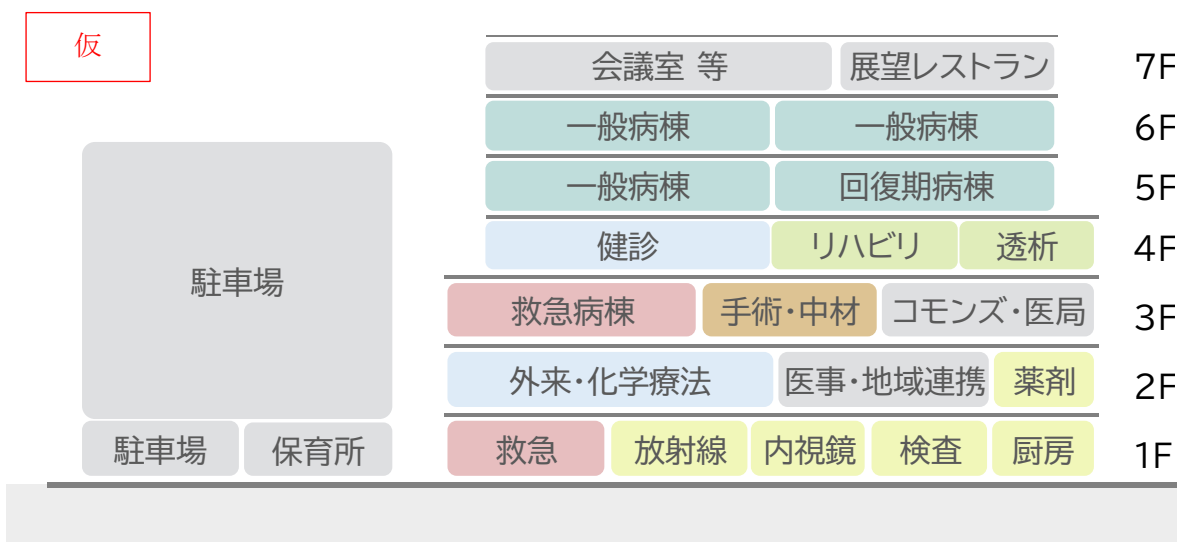 仮
会議室 等 展望レストラン 7F
一般病棟 一般病棟 6F
一般病棟 回復期病棟 5F
健診 リハビリ 透析 4F
駐車場
救急病棟 手術・中材 コモンズ・医局 3F
外来・化学療法 医事・地域連携 薬剤 2F
駐車場 保育所 救急 放射線 内視鏡 検査 厨房 1F